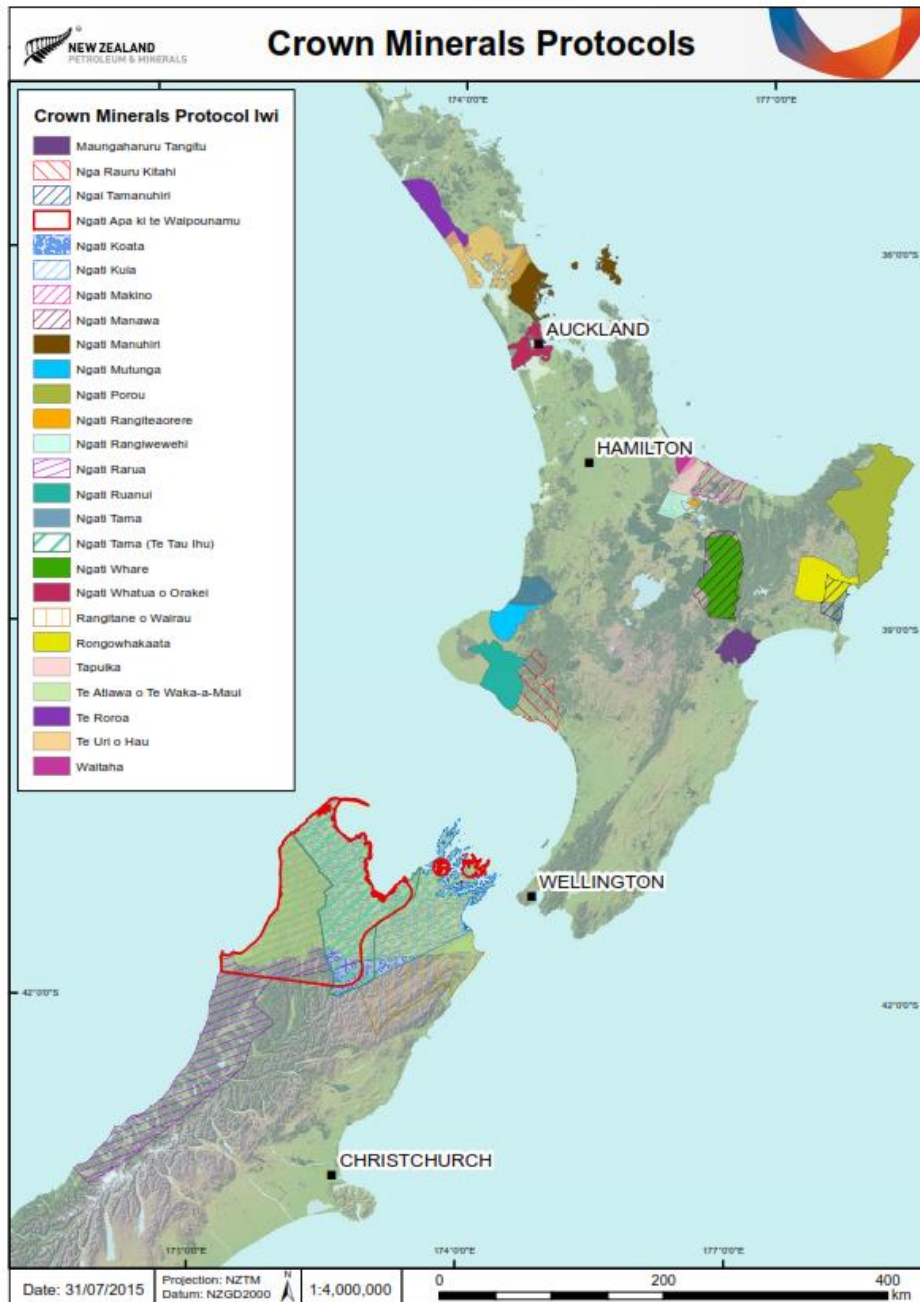 NEW ZEALAND
PETROLEUM & MINERALS
Crown Minerals Protocols
174°0'0"E
177°0'0"E
Crown Minerals Protocol Iwi
Maungaharuru Tangitu
Nga Rauru Kitahi
Ngai Tamanuhiri
Ngati Apa ki te Waipounamu
Ngati Koata
Ngati Kuia
Ngati Makino
Ngati Manawa
Ngati Manuhiri
Ngati Mutunga
Ngati Porou
Ngati Rangiteaorere
Ngati Rangiwewehi
Ngati Rarua
Ngati Ruanui
Ngati Tama
Ngati Tama (Te Tau Ihu)
Ngati Whare
Ngati Whatua o Orakei
Rangitane o Wairau
Rongowhakaata
Tapuika
Te Atiawa o Te Waka-a-Maui
Te Roroa
Te Uri o Hau
Waitaha
36°0'0"S
AUCKLAND
HAMILTON
39°0'0"S
WELLINGTON
42°0'0"S
42°0'0"S
CHRISTCHURCH
171°0'0"E
174°0'0"E
177°0'0"E
Date: 31/07/2015
Projection: NZTM
Datum: NZGD2000
N
1:4,000,000
0
200
400
km